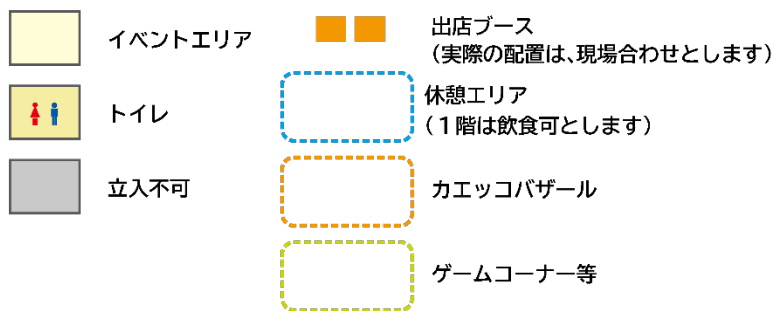 イベントエリア
トイレ
立入不可
出店ブース
（実際の配置は、現場合わせとします）
休憩エリア
（１階は飲食可とします）
カエッコバザール
ゲームコーナー等